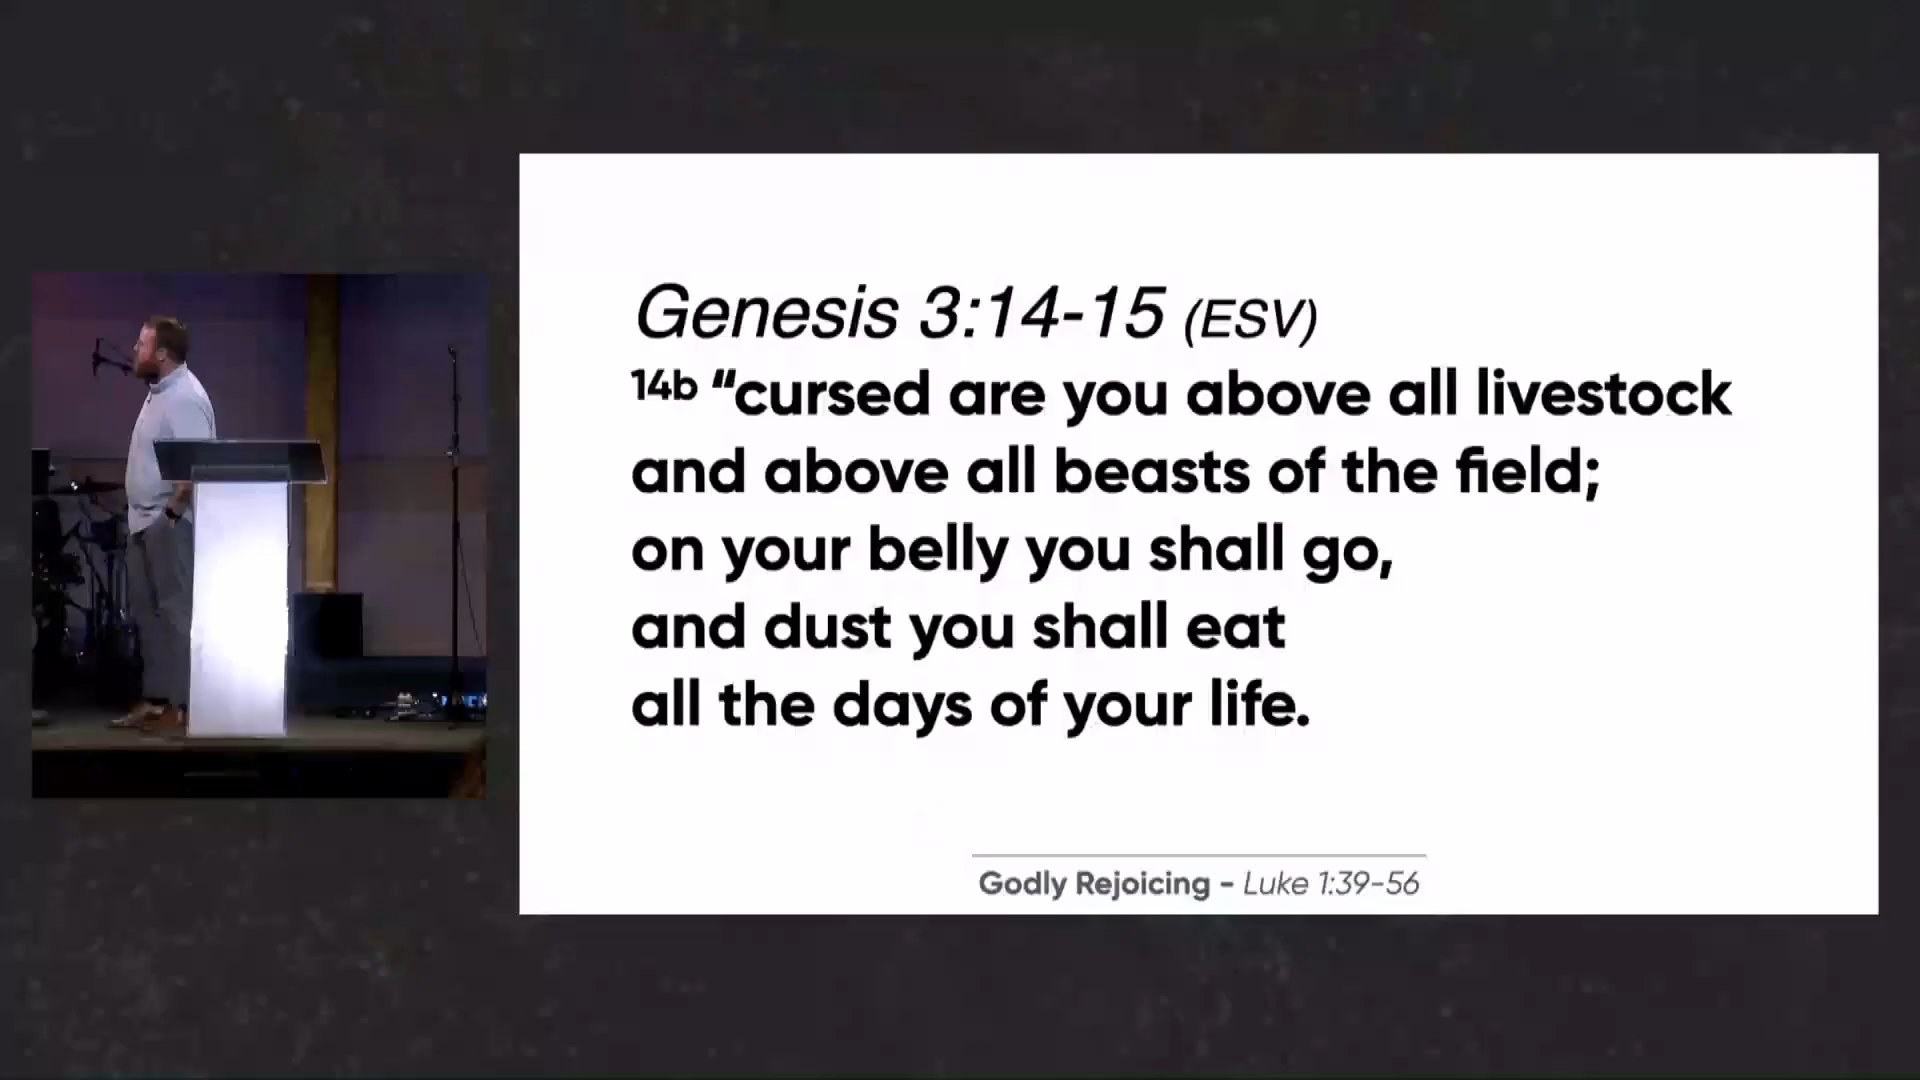 Genesis 3:14-15 (ESV)
14b “cursed are you above all livestock
and above all beasts of the field;
on your belly you shall go,
and dust you shall eat
all the days of your life.
Godly Rejoicing - Luke 1:39-56